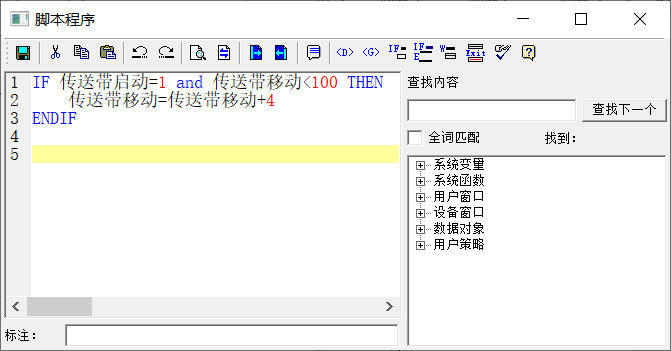 脚本程序
<D>
<G>
IF
IF
E
W
Exit
1 IF 传送带启动=1 and 传送带移动<100 THEN
2 传送带移动=传送带移动+4
3 ENDIF
4
5
标注：
查找内容
查找下一个
全词匹配 找到：
系统变量
系统函数
用户窗口
设备窗口
数据对象
用户策略